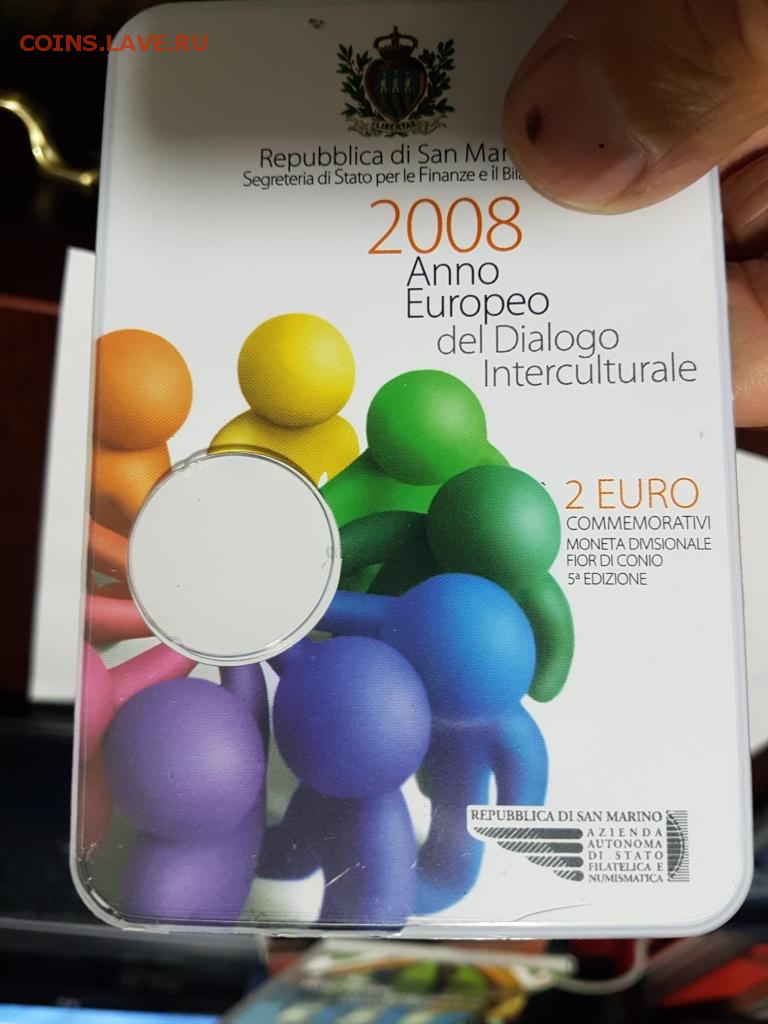 COINS.LAVE.RU
LIBERTAS
Repubblica di San Mar
Segreteria di Stato per le Finanze e il Bila
2008
Anno
Europeo
del Dialogo
Interculturale
2 EURO
COMMEMORATIVI
MONETA DIVISIONALE
FIOR DI CONIO
5ª EDIZIONE
REPUBBLICA DI SAN MARINO
AZIENDA
AUTONOMA
DI STATO
FILATELICA E
NUMISMATICA